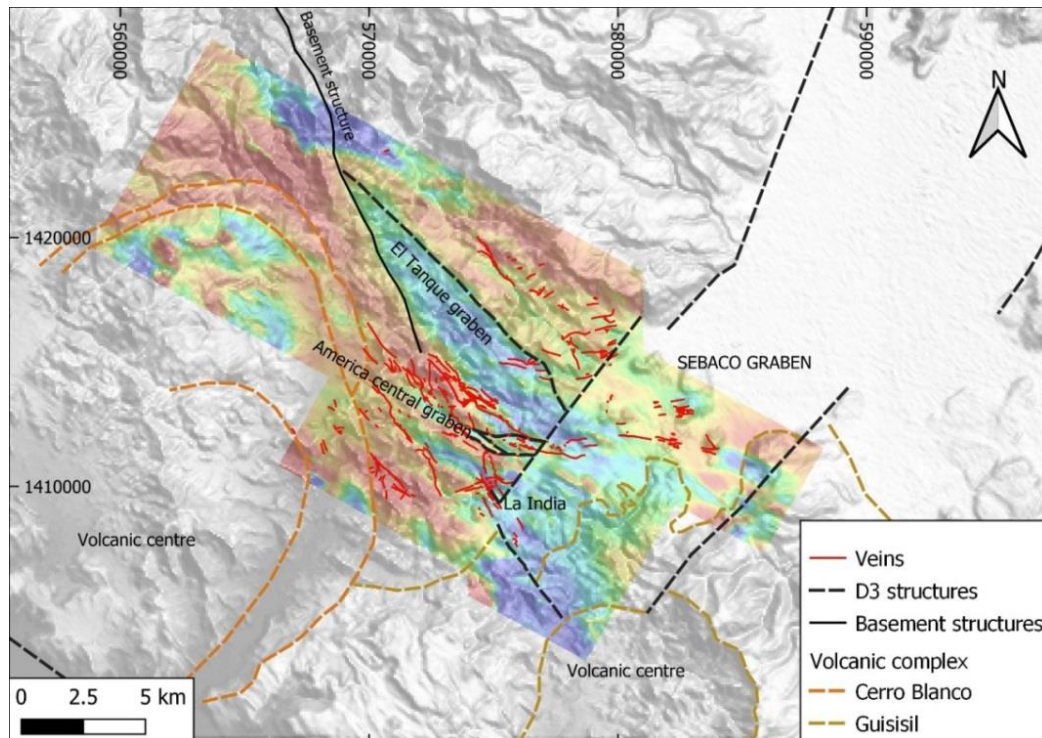 560000
570000
580000
590000
Basement structure
N
1420000
El Tanque graben
SEBACO GRABEN
America central graben
1410000
La India
Volcanic centre
Volcanic centre
Veins
D3 structures
Basement structures
Volcanic complex
Cerro Blanco
Guisisil
0 2.5 5 km